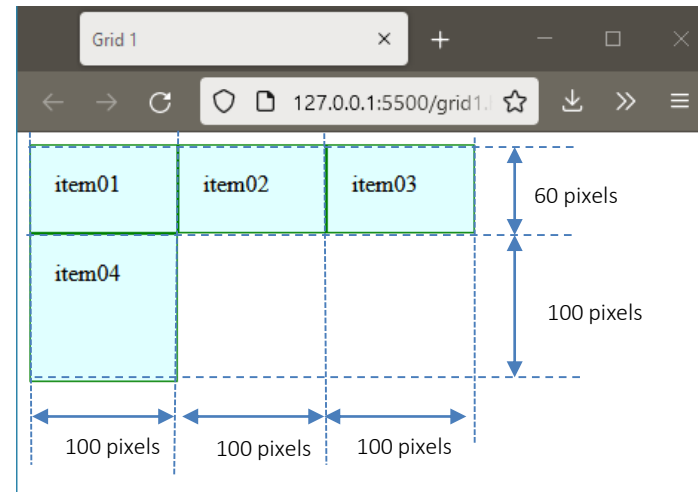 Grid 1
127.0.0.1:5500/grid1.
item01 item02 item03
60 pixels
item04
100 pixels
100 pixels 100 pixels 100 pixels